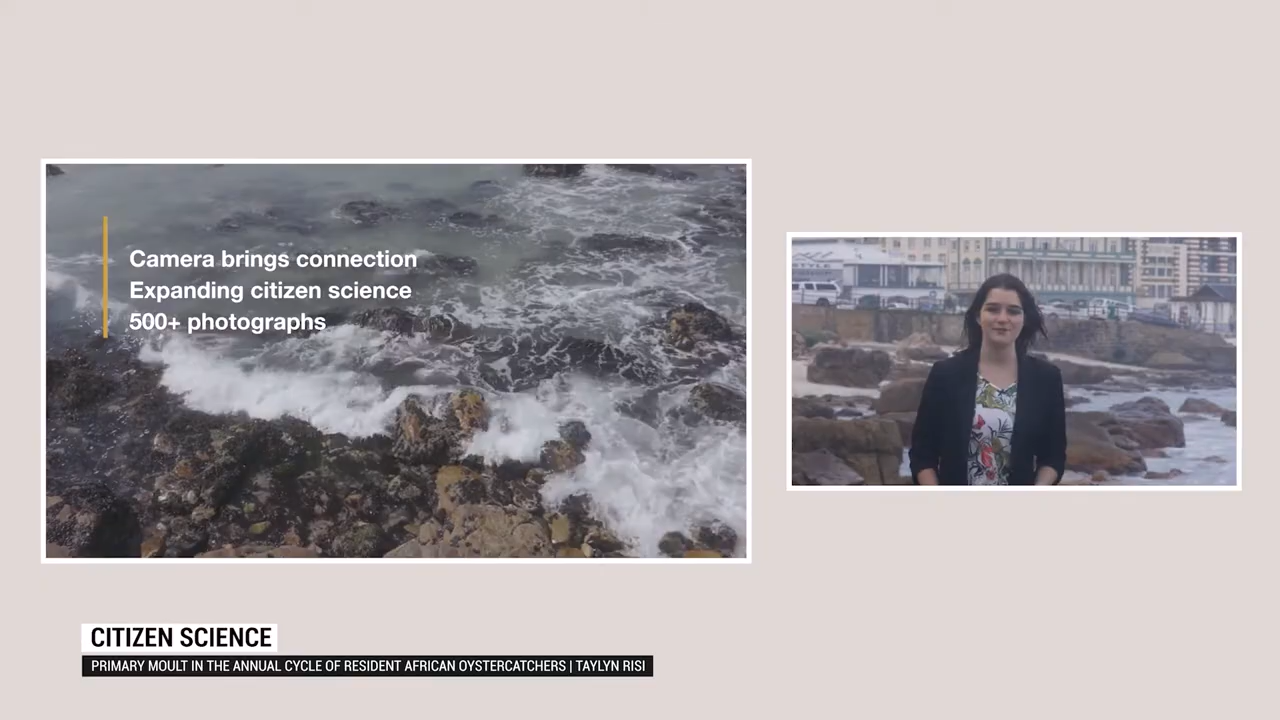 Camera brings connection
Expanding citizen science
500+ photographs
STYLE
CITIZEN SCIENCE
PRIMARY MOULT IN THE ANNUAL CYCLE OF RESIDENT AFRICAN OYSTERCATCHERS | TAYLYN RISI